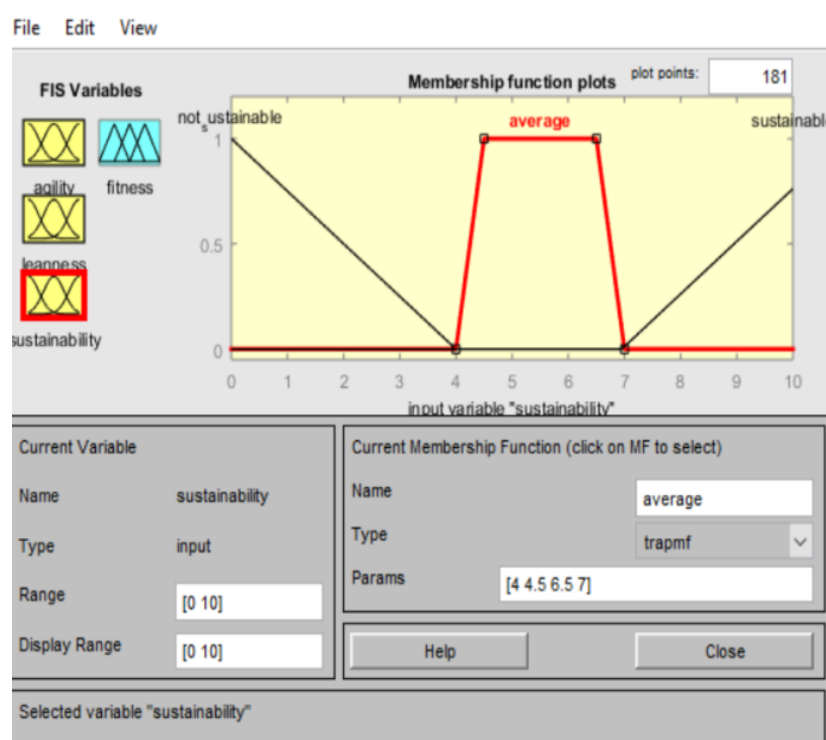 File Edit View
FIS Variables
agility
fitness
leanness
sustainability
Membership function plots
plot points: 181
not_sustainable
average
sustainabl
1
0.5
0
0 1 2 3 4 5 6 7 8 9 10
input variable "sustainability"
Current Variable
Name sustainability
Type input
Range [0 10]
Display Range [0 10]
Current Membership Function (click on MF to select)
Name average
Type trapmf
Params [4 4.5 6.5 7]
Help Close
Selected variable "sustainability"